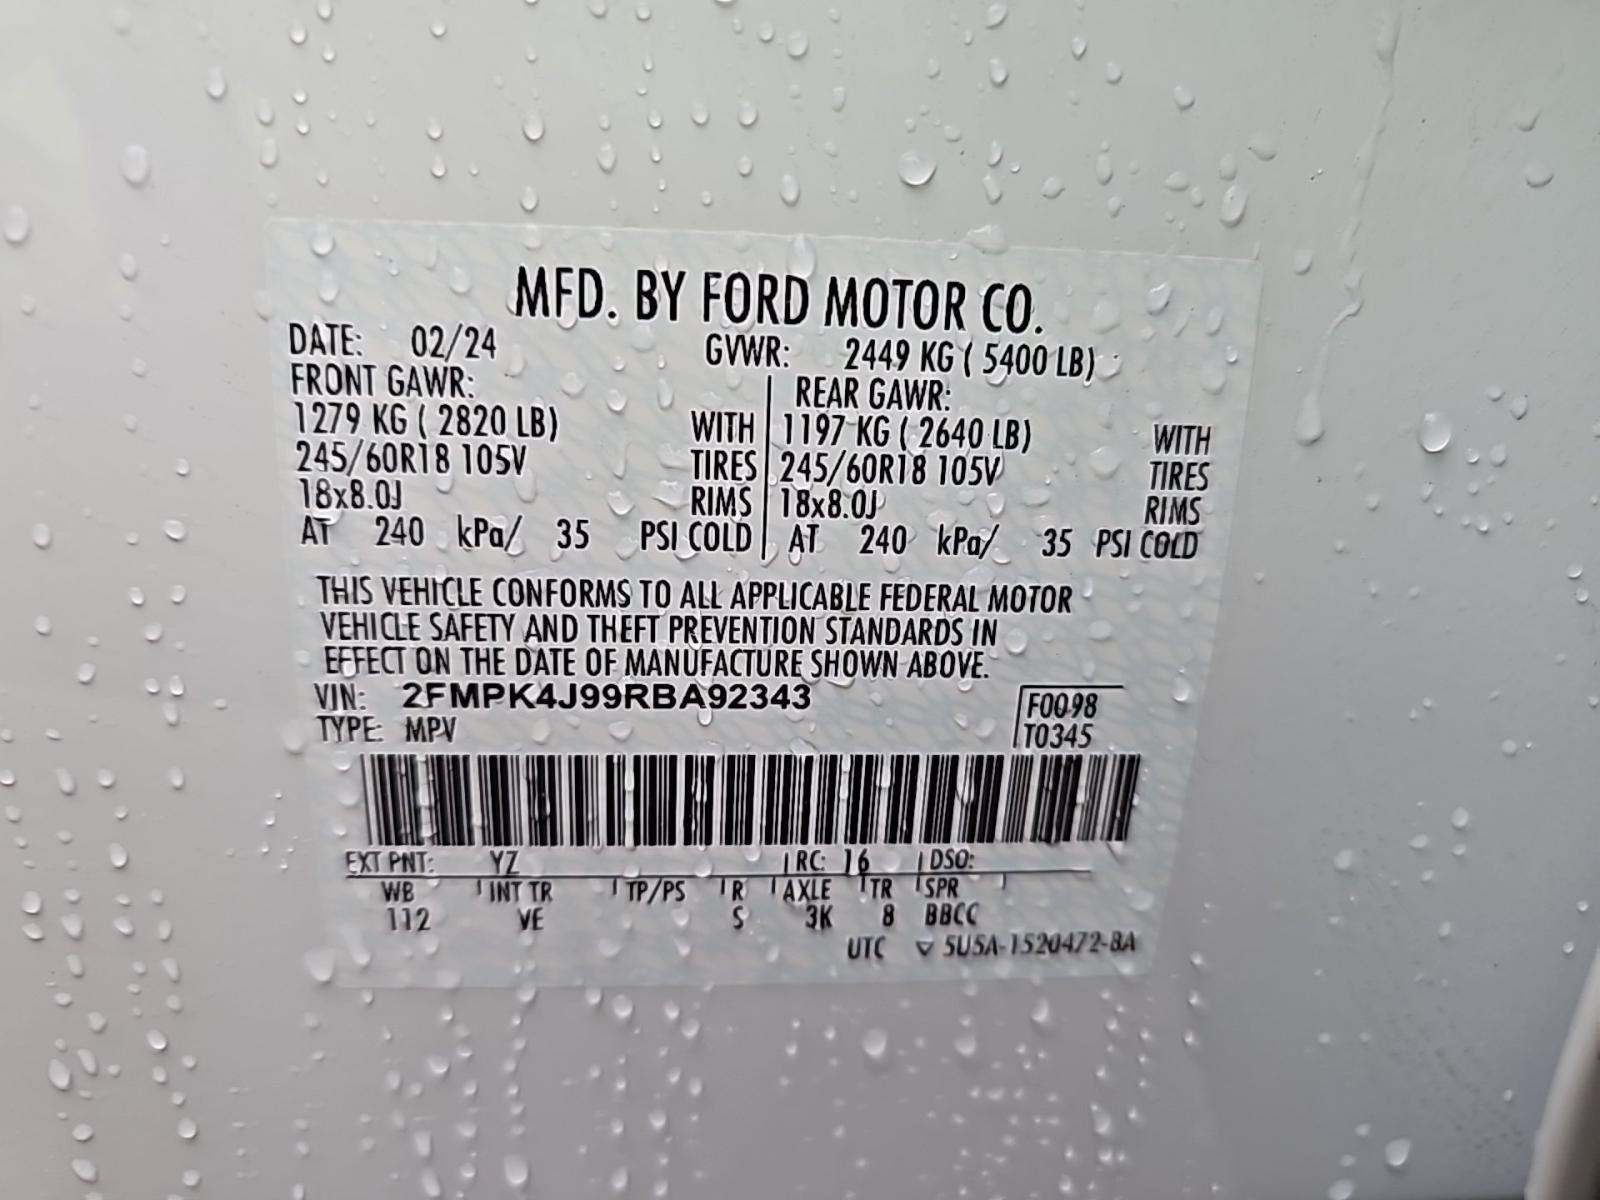 MFD. BY FORD MOTOR CO.
DATE: 02/24 GVWR: 2449 KG ( 5400 LB)
FRONT GAWR: REAR GAWR:
1279 KG ( 2820 LB) WITH 1197 KG ( 2640 LB) WITH
245/60R18 105V TIRES 245/60R18 105V TIRES
18x8.0J RIMS 18x8.0J RIMS
AT 240 kPa/ 35 PSI COLD AT 240 kPa/ 35 PSI COLD
THIS VEHICLE CONFORMS TO ALL APPLICABLE FEDERAL MOTOR
VEHICLE SAFETY AND THEFT PREVENTION STANDARDS IN
EFFECT ON THE DATE OF MANUFACTURE SHOWN ABOVE.
VIN: 2FMPK4J99RBA92343 F0098
TYPE: MPV T0345
EXT PNT: YZ RC: 16 DSO:
WB INT TR TP/PS R AXLE TR SPR
112 VE S 3K 8 BBCC
UTC ▽ 5U5A-1520472-BA